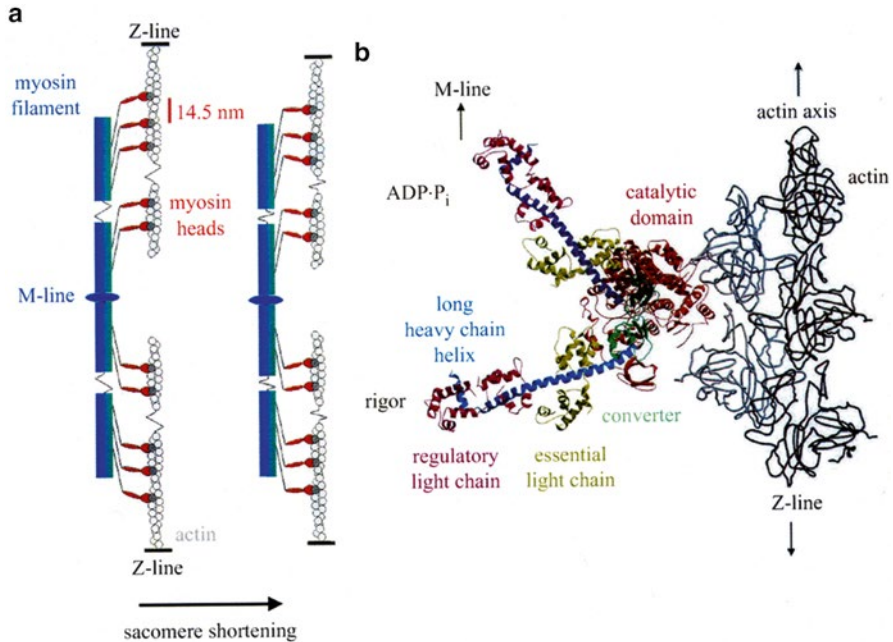 a
Z-line
myosin
filament
14.5 nm
myosin
heads
M-line
actin
Z-line
sacomere shortening
b
M-line
actin axis
ADP·Pi
catalytic
domain
actin
long
heavy chain
helix
rigor
converter
regulatory
light chain
essential
light chain
Z-line